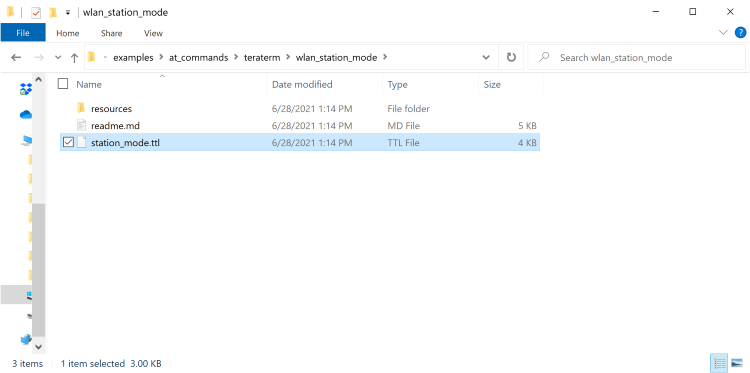 wlan_station_mode
File Home Share View
examples > at_commands > teraterm > wlan_station_mode > Search wlan_station_mode
Name Date modified Type Size
resources 6/28/2021 1:14 PM File folder
readme.md 6/28/2021 1:14 PM MD File 5 KB
station_mode.ttl 6/28/2021 1:14 PM TTL File 4 KB
3 items 1 item selected 3.00 KB